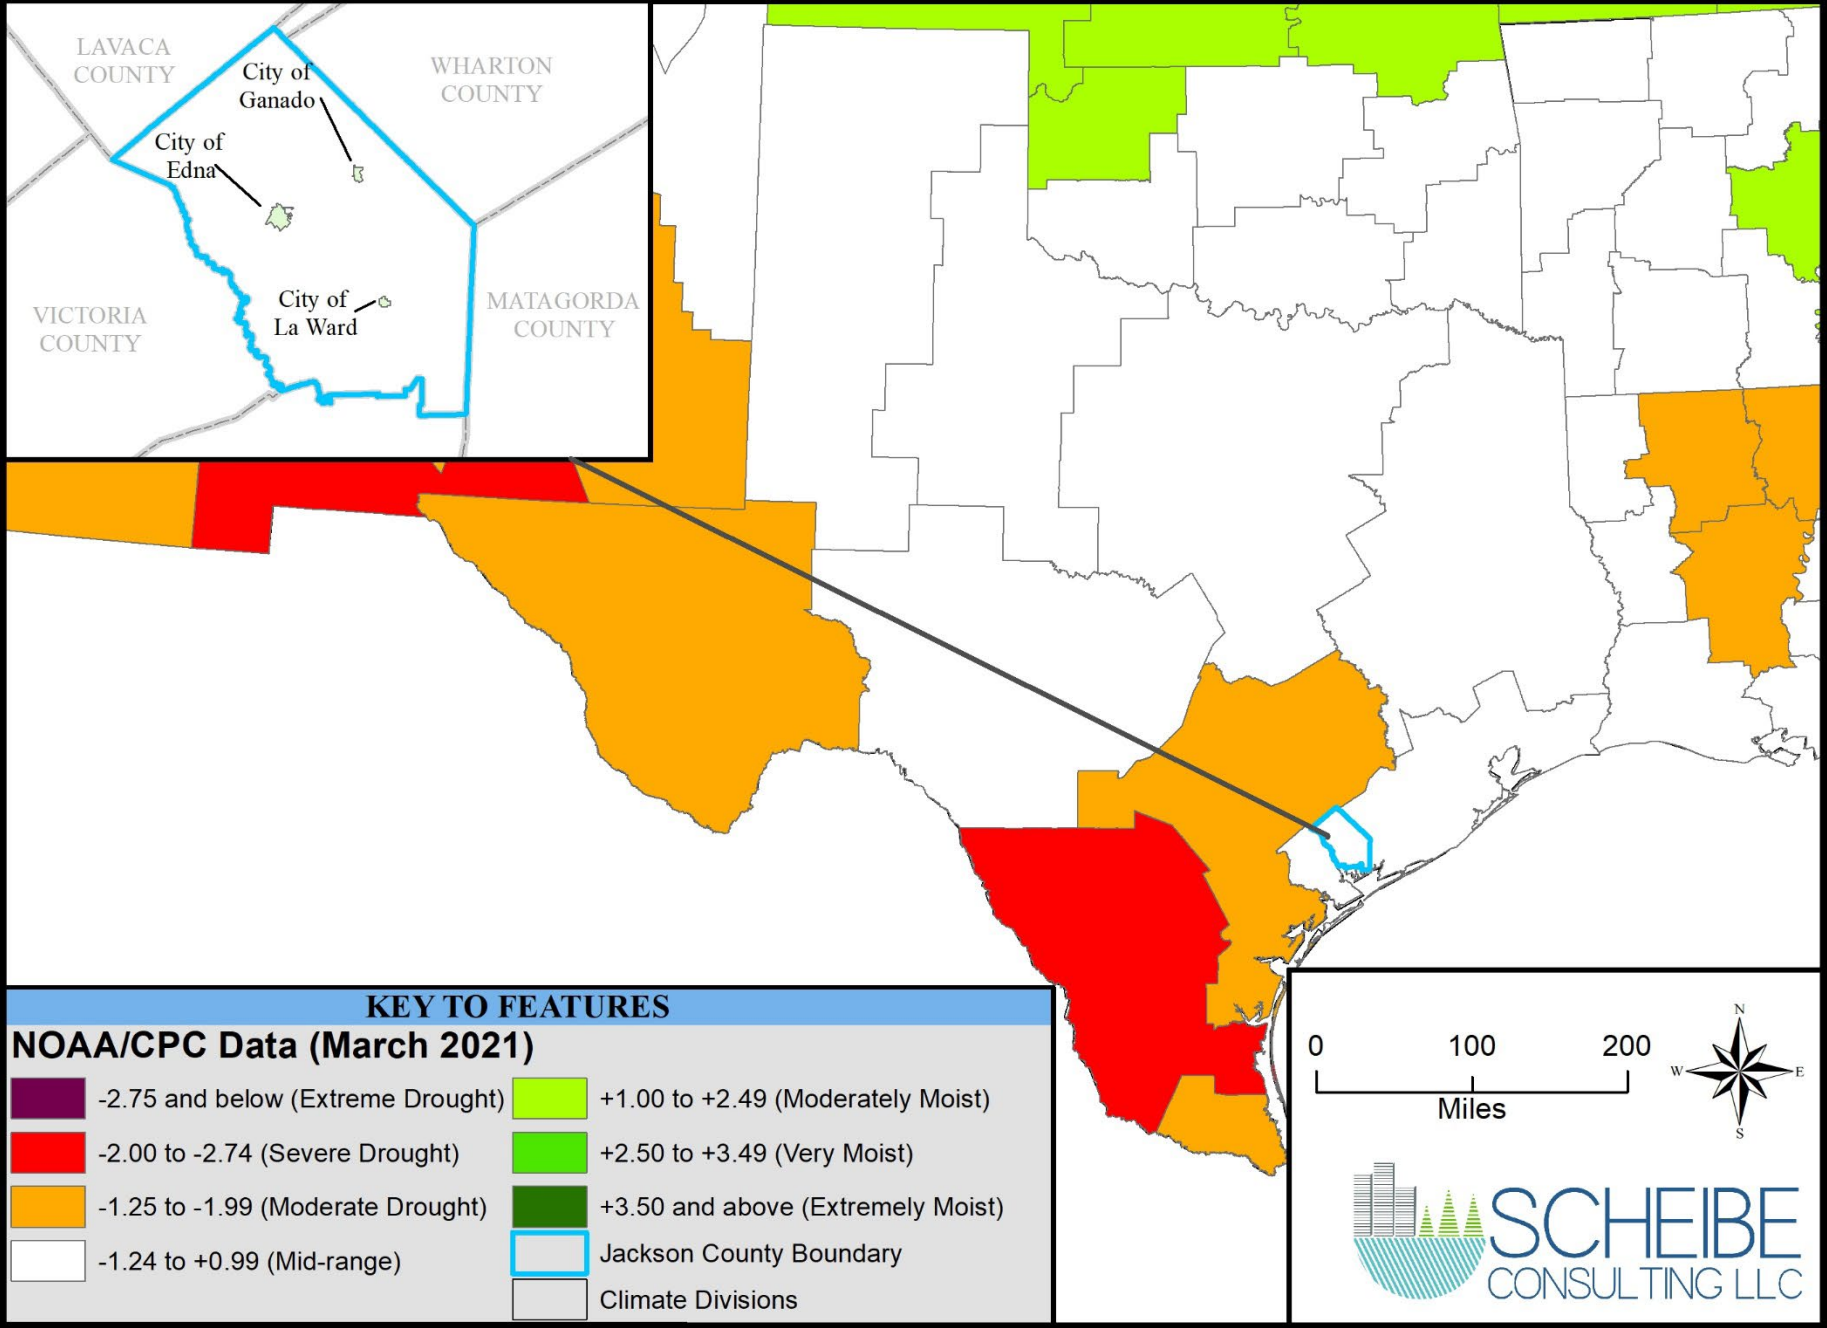 LAVACA
COUNTY
City of
Ganado
WHARTON
COUNTY
City of
Edna
City of
La Ward
VICTORIA
COUNTY
MATAGORDA
COUNTY
KEY TO FEATURES
NOAA/CPC Data (March 2021)
-2.75 and below (Extreme Drought)
-2.00 to -2.74 (Severe Drought)
-1.25 to -1.99 (Moderate Drought)
-1.24 to +0.99 (Mid-range)
+1.00 to +2.49 (Moderately Moist)
+2.50 to +3.49 (Very Moist)
+3.50 and above (Extremely Moist)
Jackson County Boundary
Climate Divisions
0 100 200
Miles
N
W E
S
SCHEIBE
CONSULTING LLC